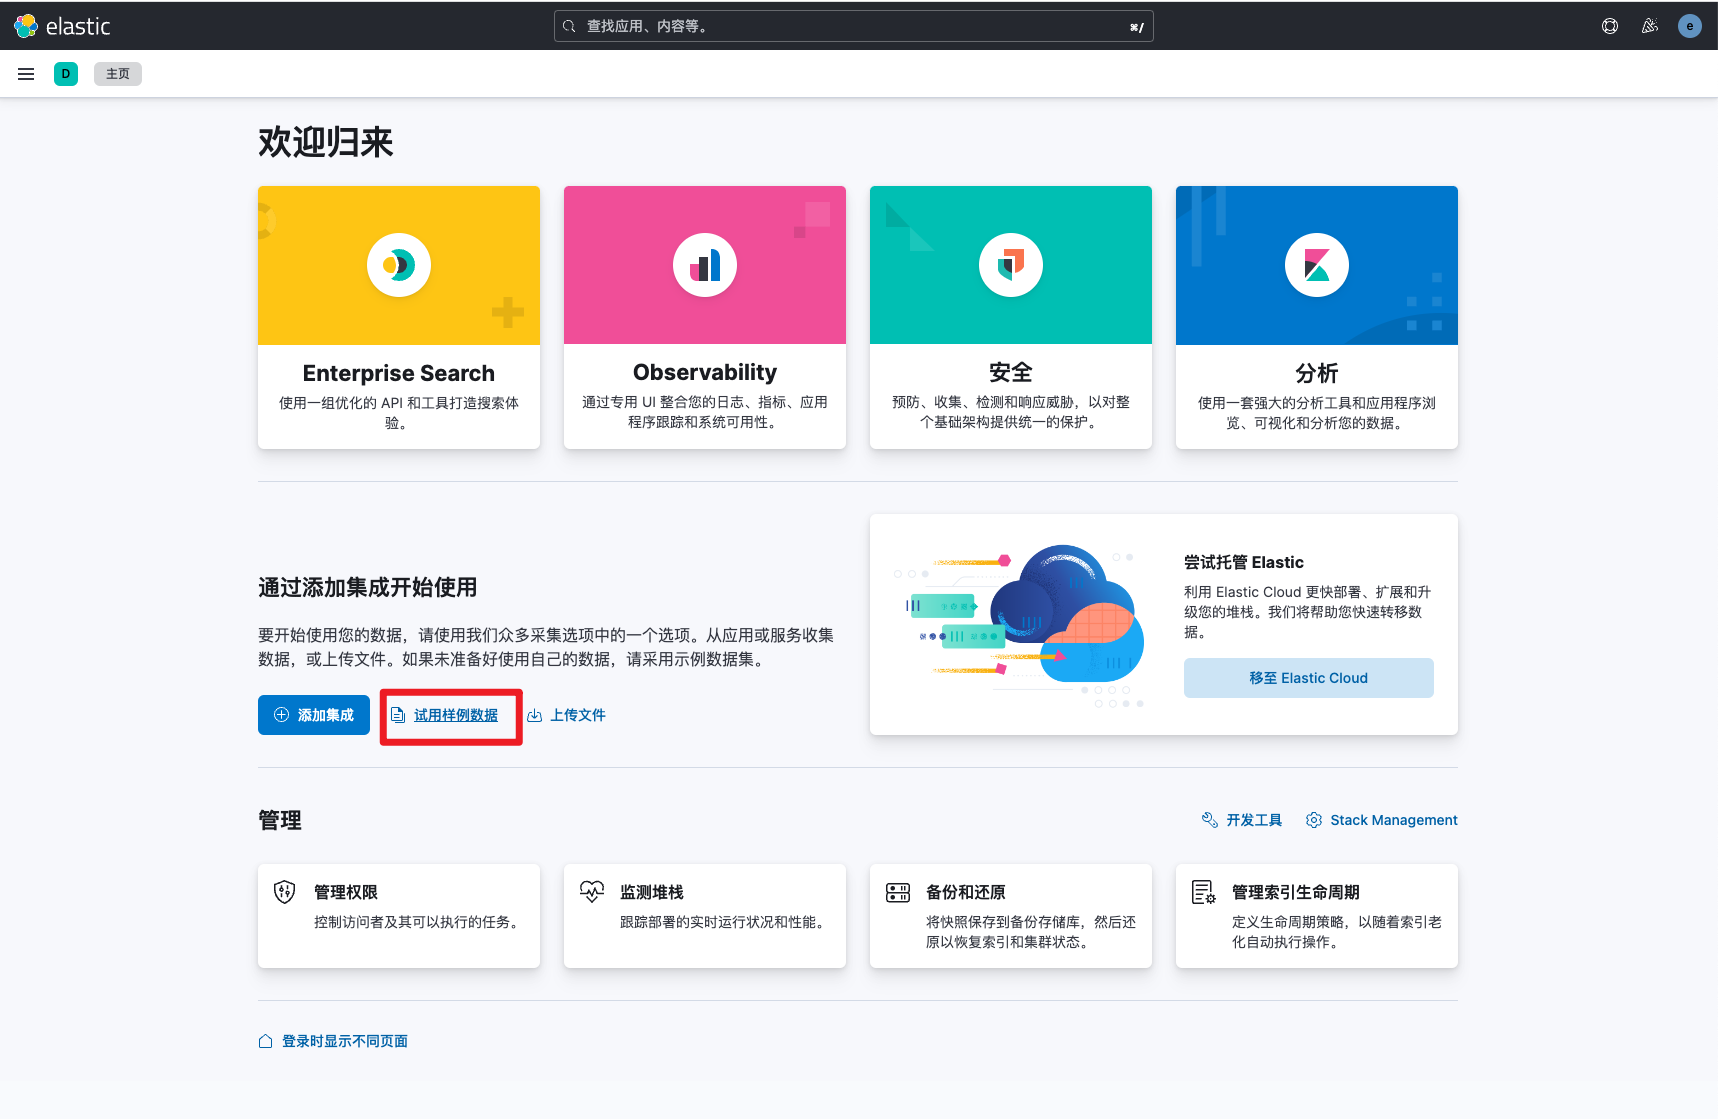 elastic
查找应用、内容等。
⌘/
e
D
主页
欢迎归来
Enterprise Search
使用一组优化的 API 和工具打造搜索体
验。
Observability
通过专用 UI 整合您的日志、指标、应用
程序跟踪和系统可用性。
安全
预防、收集、检测和响应威胁，以对整
个基础架构提供统一的保护。
分析
使用一套强大的分析工具和应用程序浏
览、可视化和分析您的数据。
通过添加集成开始使用
要开始使用您的数据，请使用我们众多采集选项中的一个选项。从应用或服务收集
数据，或上传文件。如果未准备好使用自己的数据，请采用示例数据集。
添加集成
试用样例数据
上传文件
尝试托管 Elastic
利用 Elastic Cloud 更快部署、扩展和升
级您的堆栈。我们将帮助您快速转移数
据。
移至 Elastic Cloud
管理
开发工具
Stack Management
管理权限
控制访问者及其可以执行的任务。
监测堆栈
跟踪部署的实时运行状况和性能。
备份和还原
将快照保存到备份存储库，然后还
原以恢复索引和集群状态。
管理索引生命周期
定义生命周期策略，以随着索引老
化自动执行操作。
登录时显示不同页面